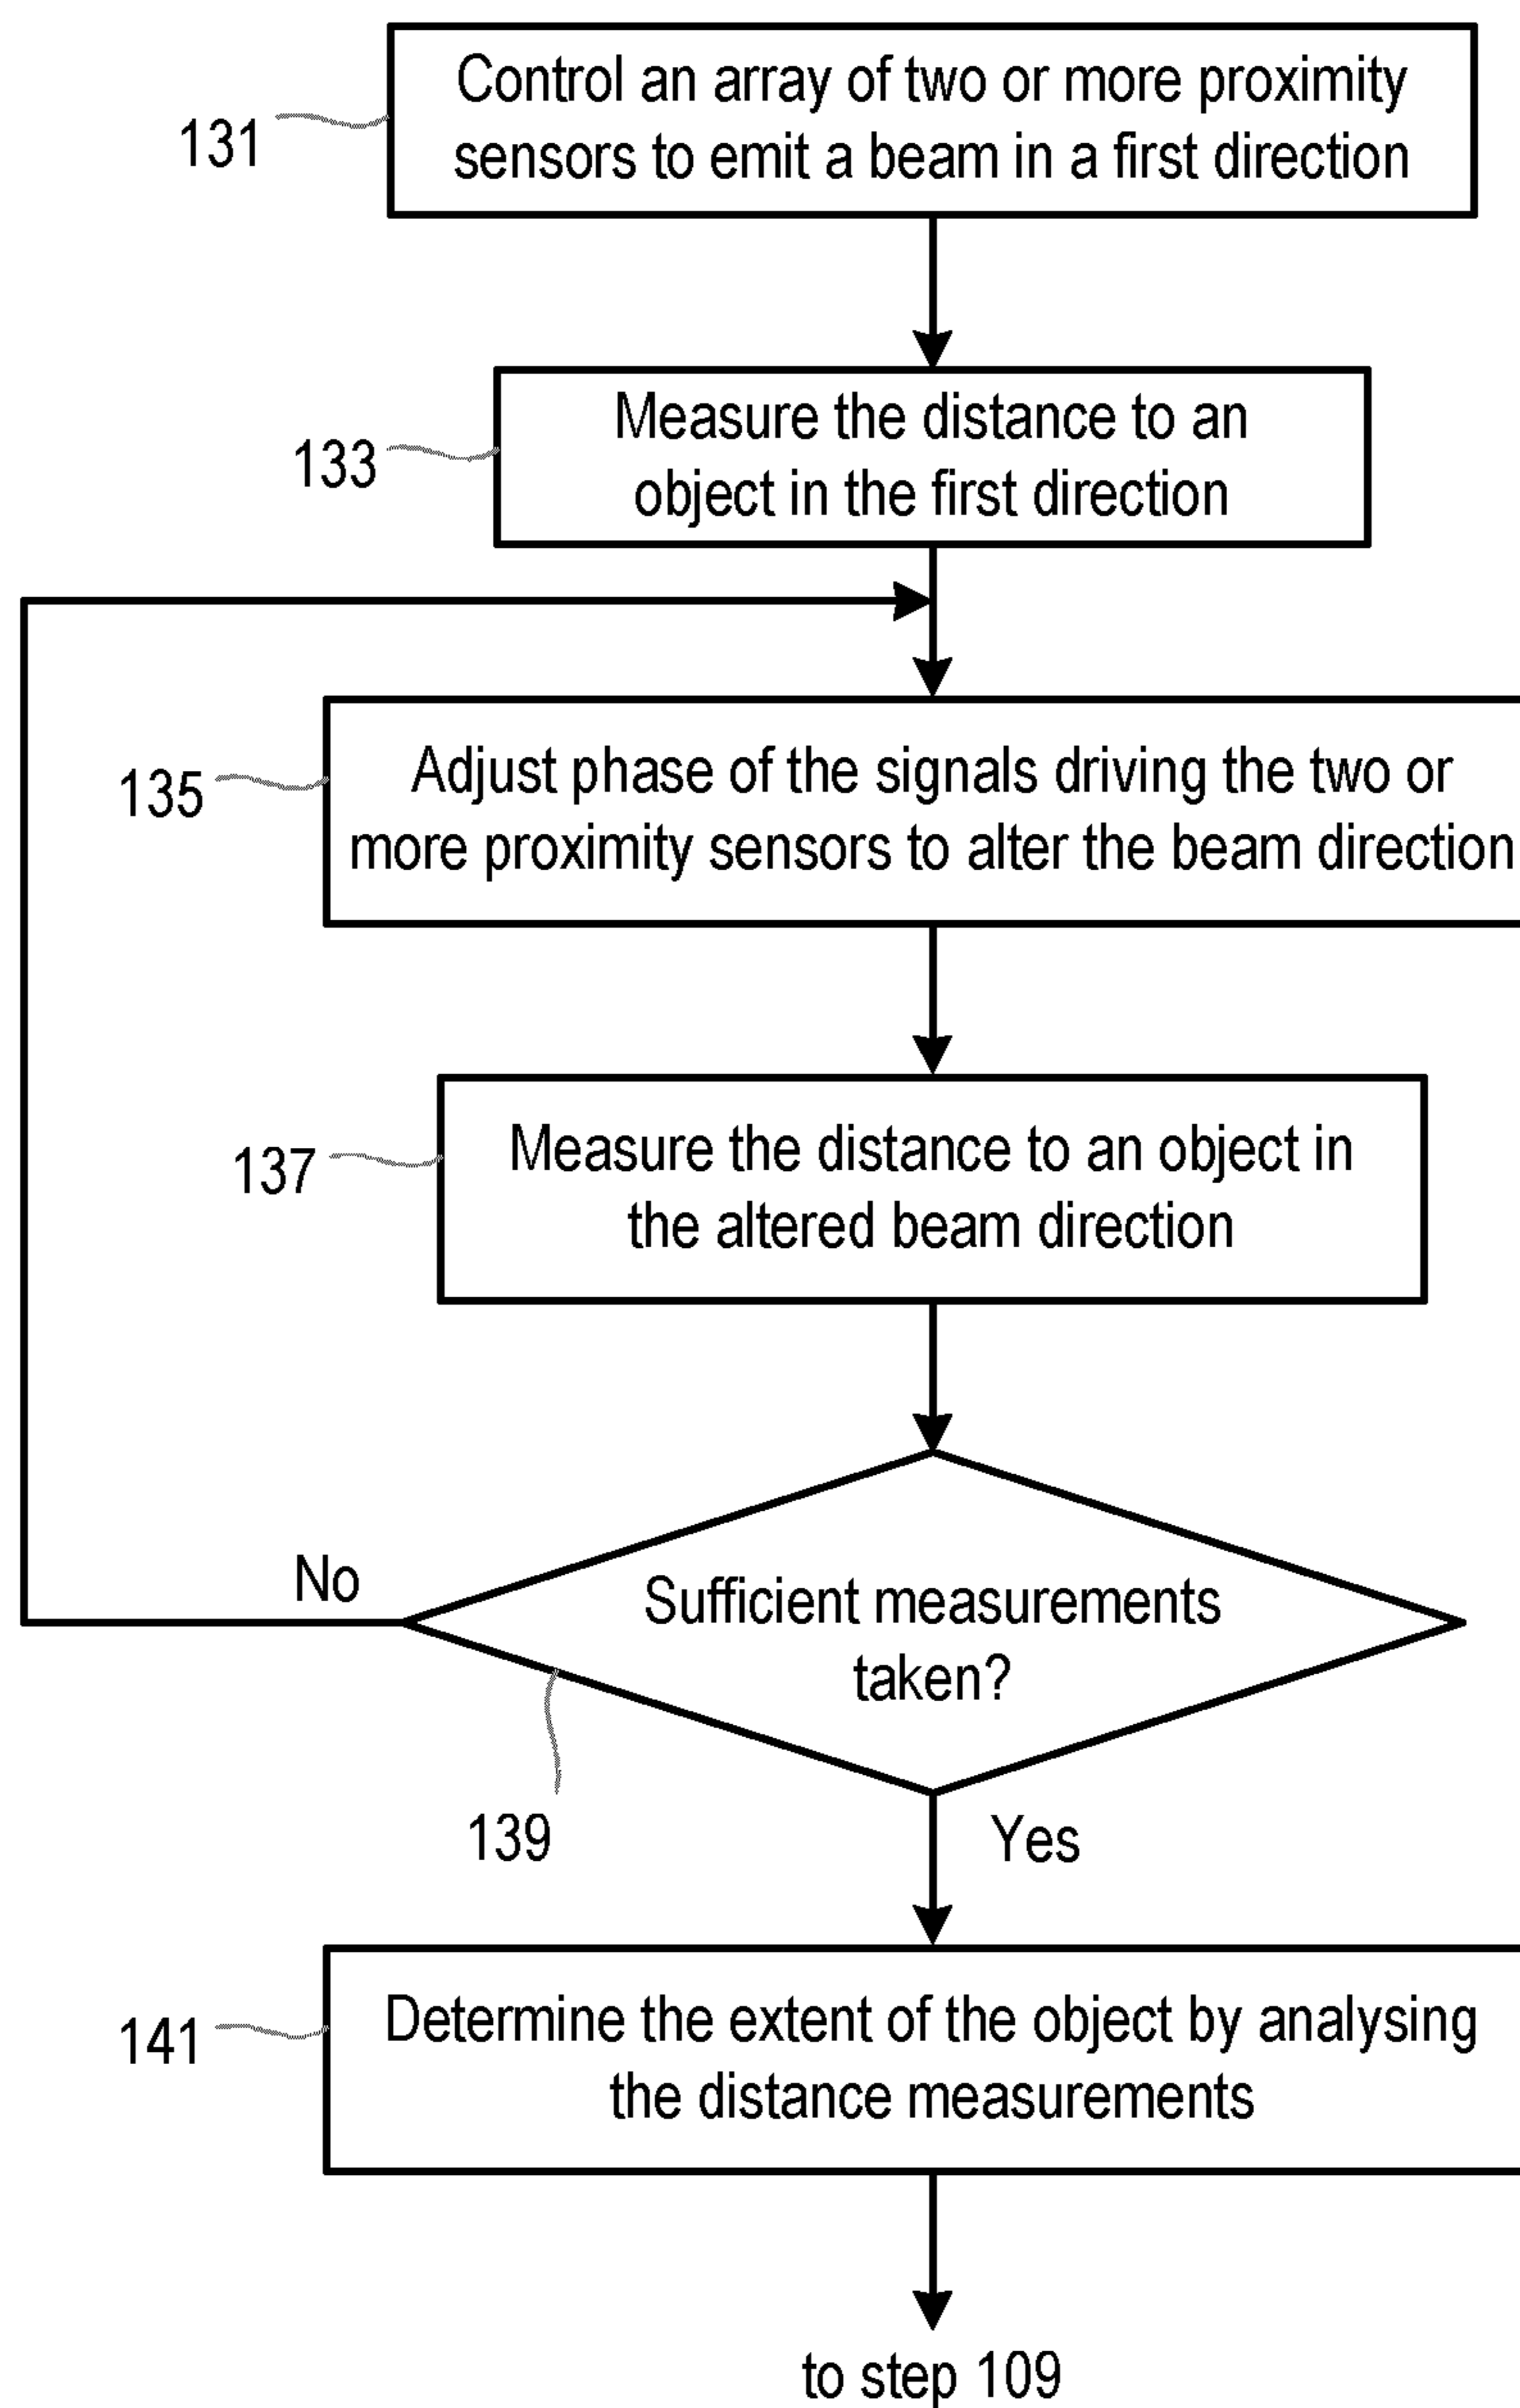 Control an array of two or more proximity
sensors to emit a beam in a first direction
131
Measure the distance to an
object in the first direction
133
Adjust phase of the signals driving the two or
more proximity sensors to alter the beam direction
135
Measure the distance to an object in
the altered beam direction
137
No
Sufficient measurements
taken?
139
Yes
Determine the extent of the object by analysing
the distance measurements
141
to step 109